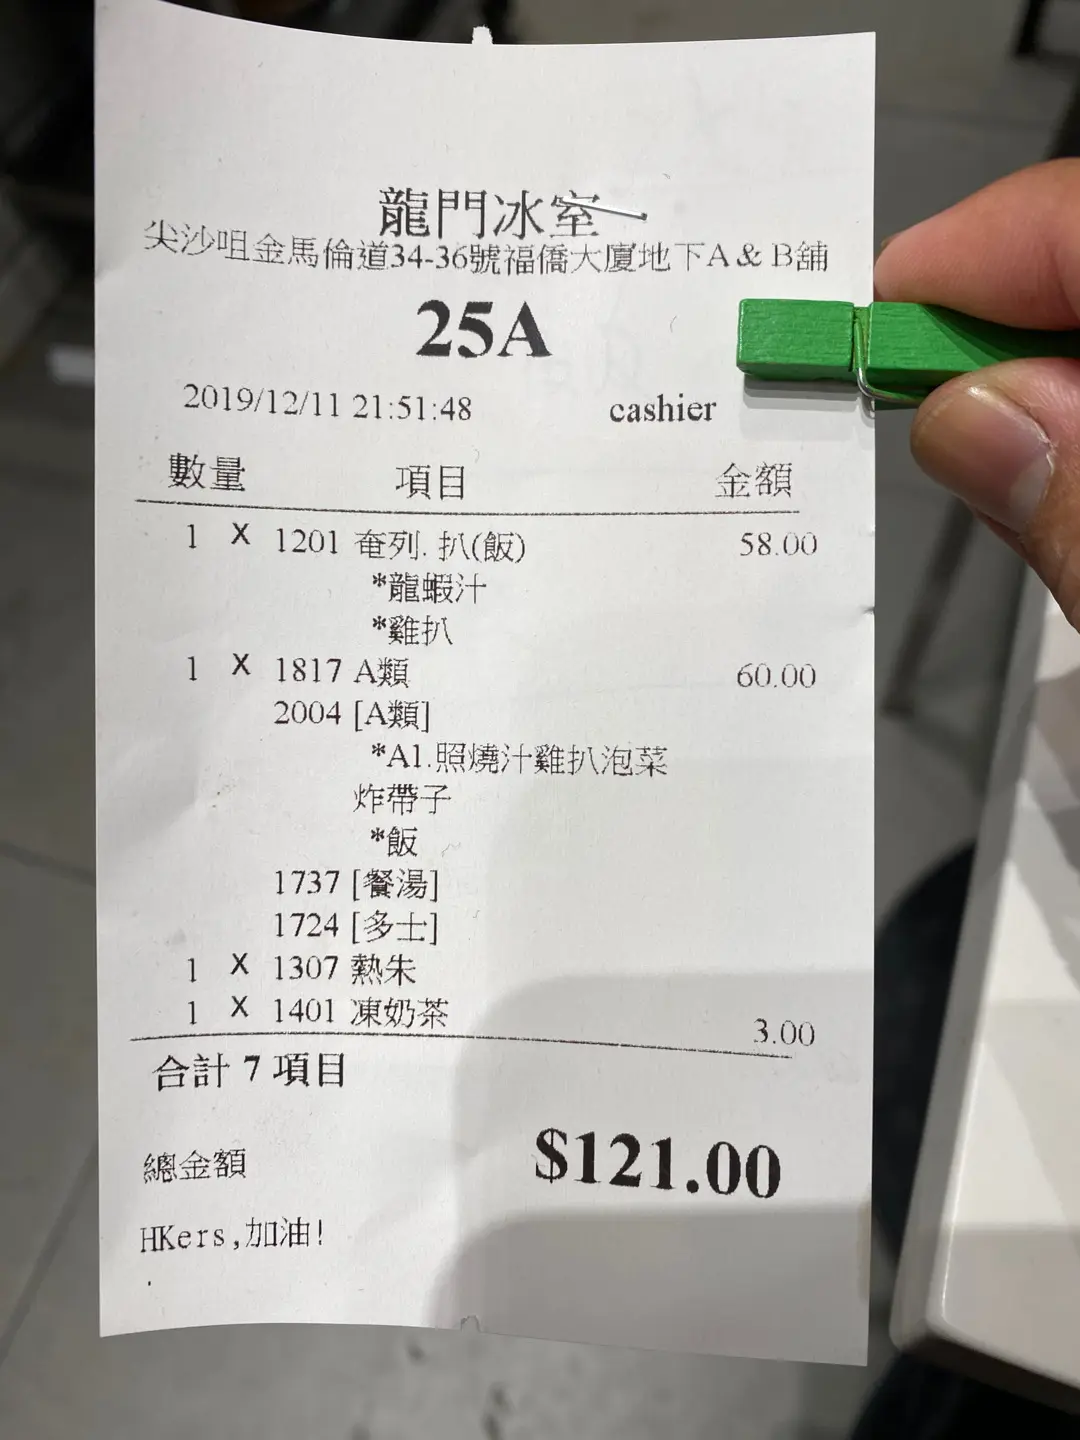 龍門冰室
尖沙咀金馬倫道34-36號福僑大廈地下A & B舖
25A
2019/12/11 21:51:48 cashier
數量 項目 金額
1 X 1201 奄列. 扒(飯) 58.00
*龍蝦汁
*雞扒
1 X 1817 A類 60.00
2004 [A類]
*A1.照燒汁雞扒泡菜
炸帶子
*飯
1737 [餐湯]
1724 [多士]
1 X 1307 熱朱
1 X 1401 凍奶茶 3.00
合計 7 項目
總金額 $121.00
HKers,加油!